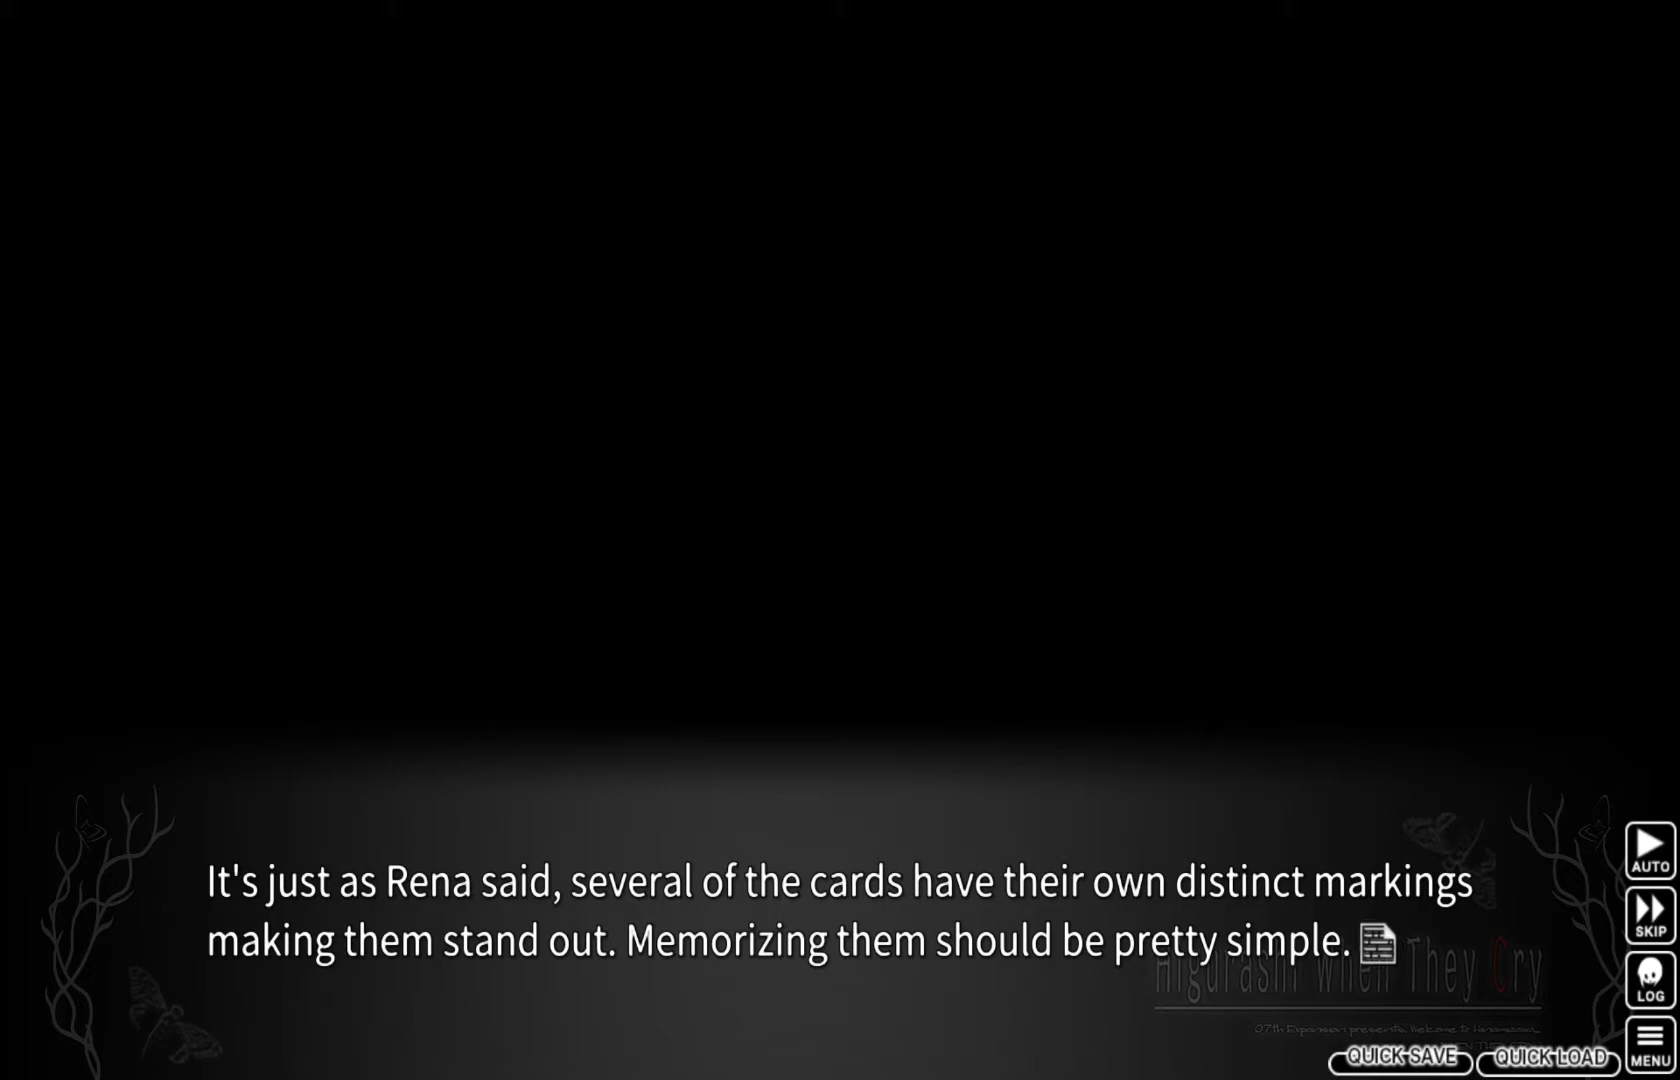 It's just as Rena said, several of the cards have their own distinct markings
making them stand out. Memorizing them should be pretty simple.
Higurashi When They Cry
AUTO
SKIP
LOG
MENU
QUICK SAVE
QUICK LOAD